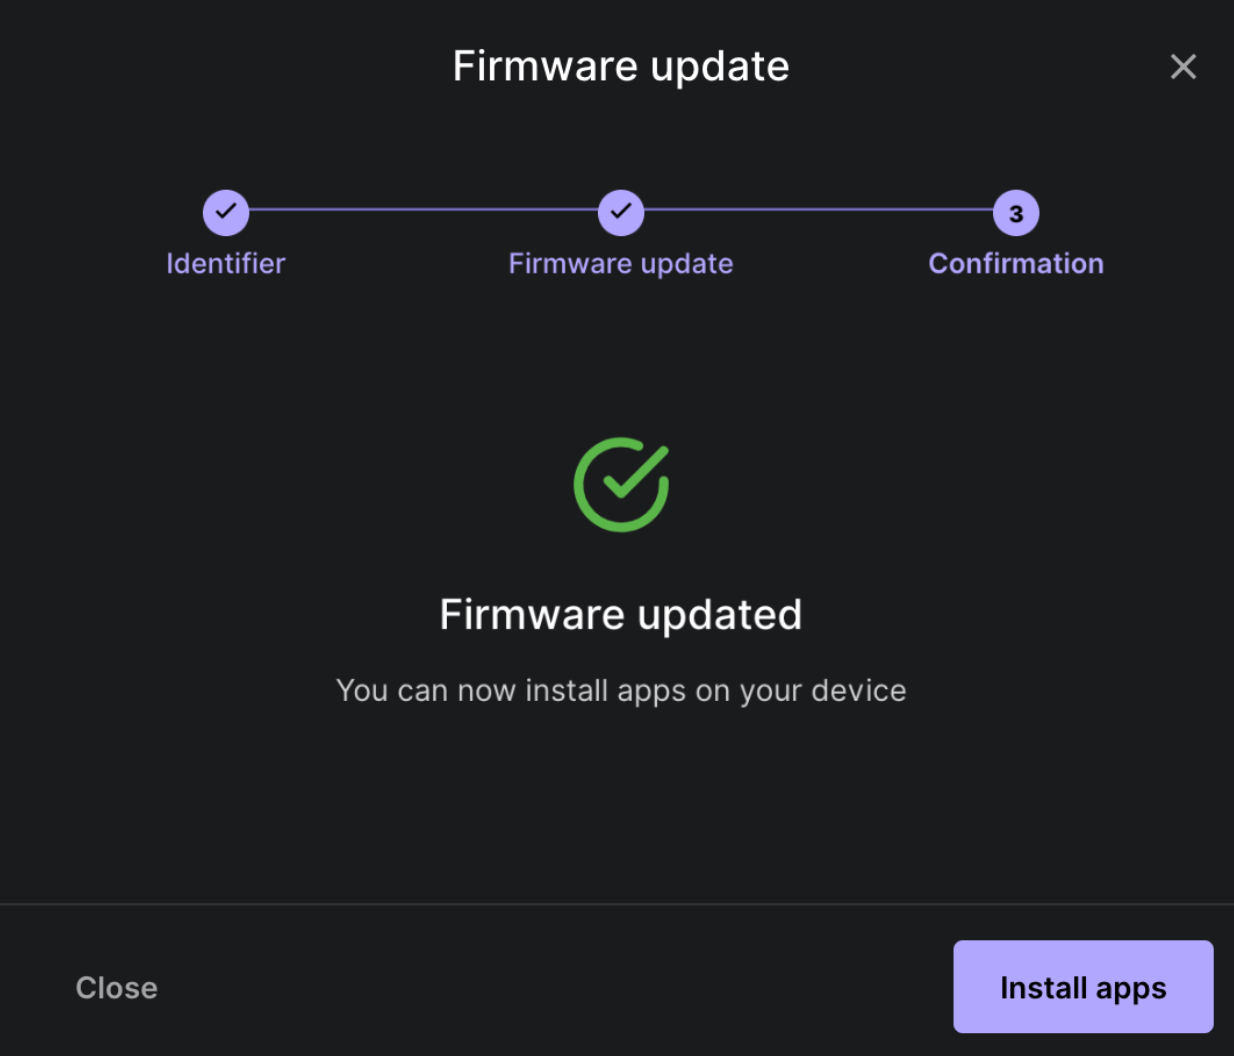 Firmware update
Identifier
Firmware update
3
Confirmation
Firmware updated
You can now install apps on your device
Close
Install apps